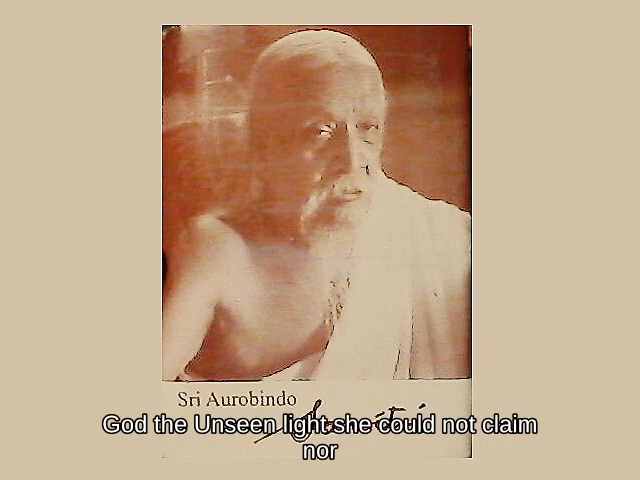 Sri Aurobindo
God the Unseen light she could not claim
nor